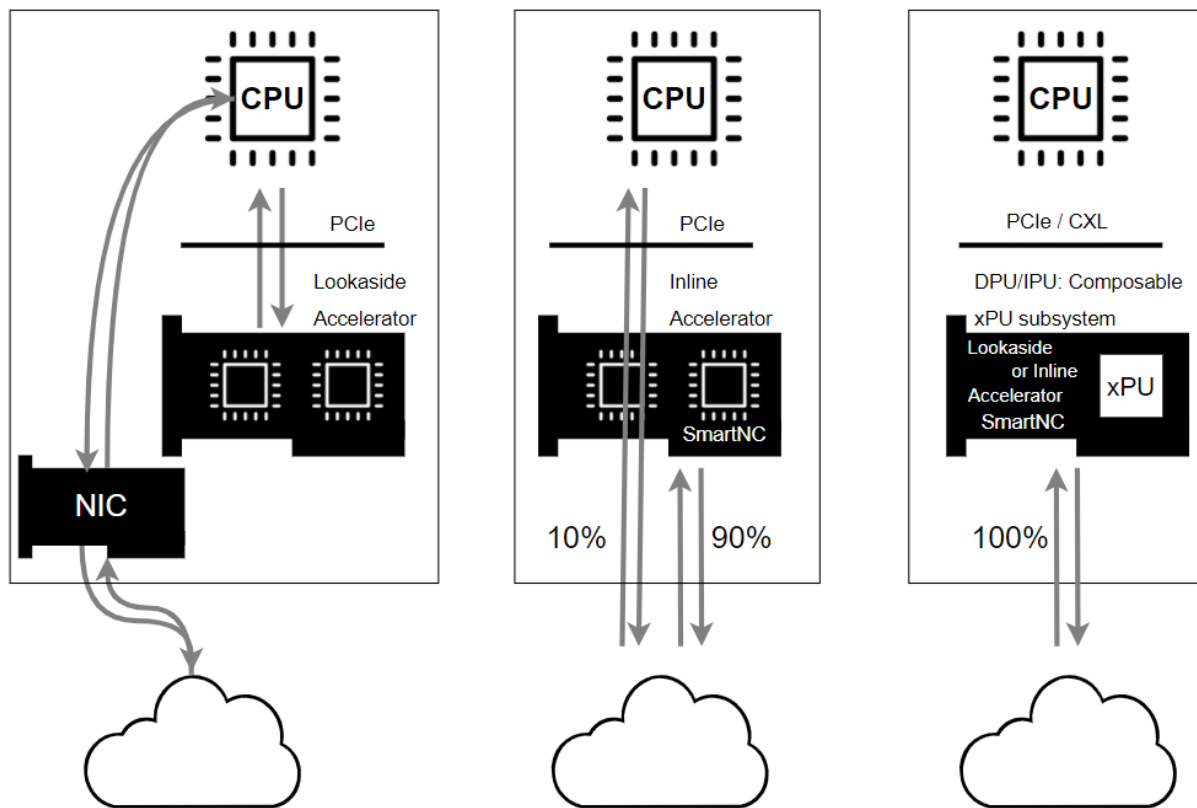 CPU
PCIe
Lookaside
Accelerator
NIC
CPU
PCIe
Inline
Accelerator
SmartNC
10%
90%
CPU
PCIe / CXL
DPU/IPU: Composable
xPU subsystem
Lookaside
or Inline
Accelerator
SmartNC
xPU
100%